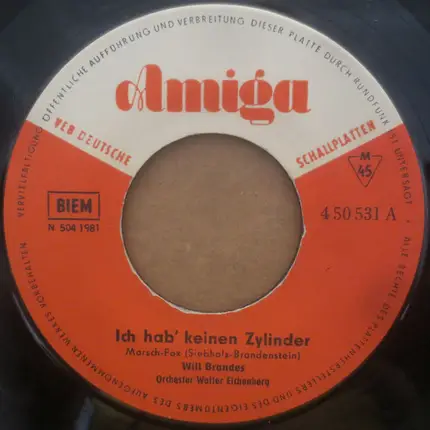 VERVIELFÄLTIGUNG, ÖFFENTLICHE AUFFÜHRUNG UND VERBREITUNG DIESER PLATTE DURCH RUNDFUNK IST UNTERSAGT • ALLE RECHTE DES PLATTENHERSTELLERS UND DES EIGENTÜMERS DES AUFGENOMMENEN WERKES VORBEHALTEN
Amiga
VEB DEUTSCHE SCHALLPLATTEN
M
45
BIEM
N 504 1981
4 50 531 A
Ich hab' keinen Zylinder
Marsch-Fox (Siebholz-Brandenstein)
Will Brandes
Orchester Walter Eichenberg